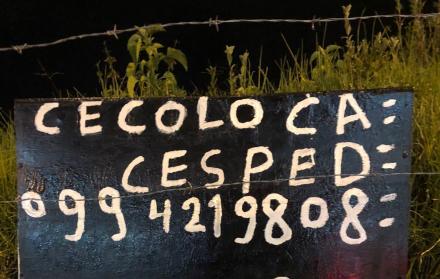 CECOLOCA=
CESPED=
099 4219808=